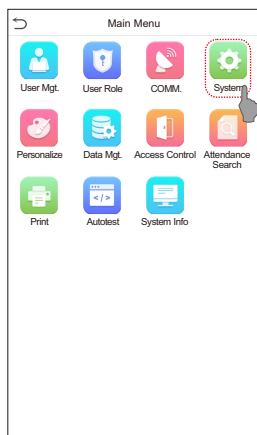 Main Menu
User Mgt. User Role COMM. System
Personalize Data Mgt. Access Control Attendance
Search
Print Autotest System Info